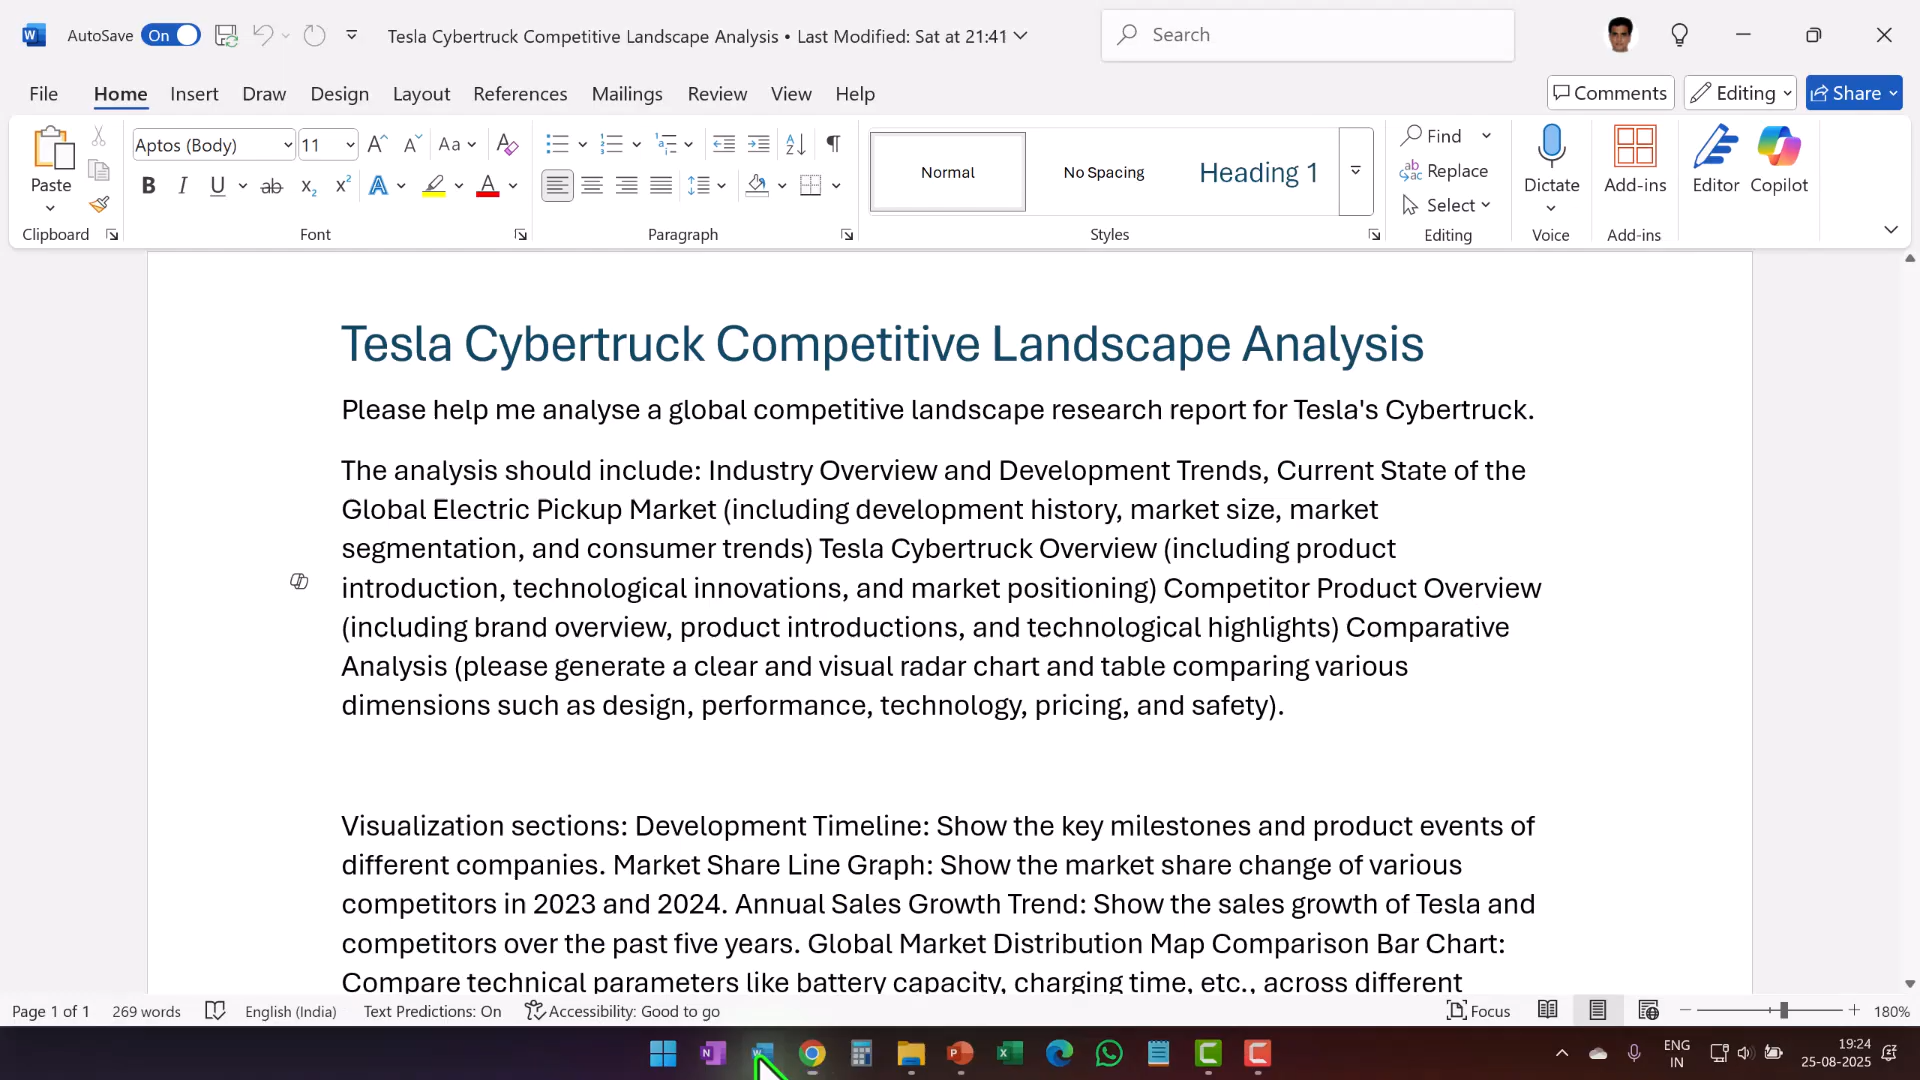 AutoSave On Tesla Cybertruck Competitive Landscape Analysis • Last Modified: Sat at 21:41 Search
File Home Insert Draw Design Layout References Mailings Review View Help Comments Editing Share
Aptos (Body) 11 Aa
Paste
Clipboard Font Paragraph
Normal No Spacing Heading 1
Styles
Find
Replace
Select
Editing
Dictate
Voice
Add-ins
Add-ins
Editor Copilot
Tesla Cybertruck Competitive Landscape Analysis
Please help me analyse a global competitive landscape research report for Tesla's Cybertruck.
The analysis should include: Industry Overview and Development Trends, Current State of the
Global Electric Pickup Market (including development history, market size, market
segmentation, and consumer trends) Tesla Cybertruck Overview (including product
introduction, technological innovations, and market positioning) Competitor Product Overview
(including brand overview, product introductions, and technological highlights) Comparative
Analysis (please generate a clear and visual radar chart and table comparing various
dimensions such as design, performance, technology, pricing, and safety).
Visualization sections: Development Timeline: Show the key milestones and product events of
different companies. Market Share Line Graph: Show the market share change of various
competitors in 2023 and 2024. Annual Sales Growth Trend: Show the sales growth of Tesla and
competitors over the past five years. Global Market Distribution Map Comparison Bar Chart:
Compare technical parameters like battery capacity, charging time, etc., across different
Page 1 of 1 269 words English (India) Text Predictions: On Accessibility: Good to go Focus 180%
ENG
IN
19:24
25-08-2025